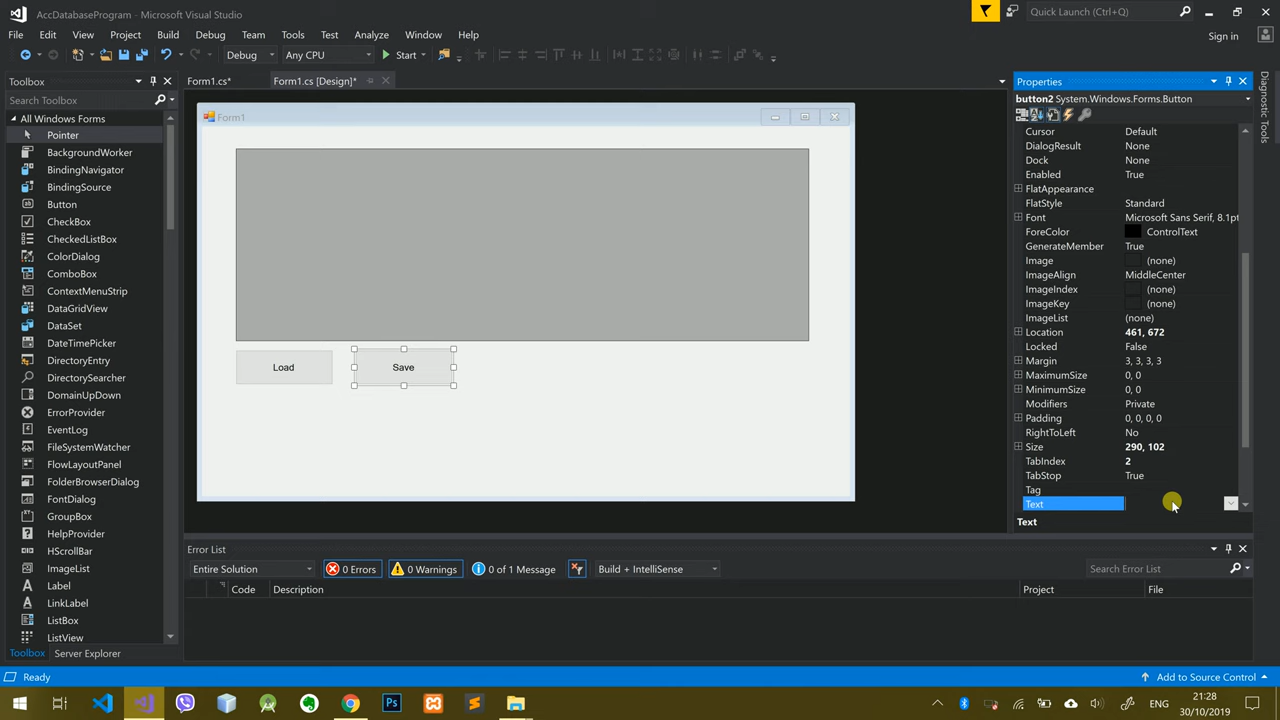 AccDatabaseProgram - Microsoft Visual Studio
Quick Launch (Ctrl+Q)
File Edit View Project Build Debug Team Tools Test Analyze Window Help
Sign in
Debug Any CPU Start
Toolbox
Search Toolbox
All Windows Forms
Pointer
BackgroundWorker
BindingNavigator
BindingSource
Button
CheckBox
CheckedListBox
ColorDialog
ComboBox
ContextMenuStrip
DataGridView
DataSet
DateTimePicker
DirectoryEntry
DirectorySearcher
DomainUpDown
ErrorProvider
EventLog
FileSystemWatcher
FlowLayoutPanel
FolderBrowserDialog
FontDialog
GroupBox
HelpProvider
HScrollBar
ImageList
Label
LinkLabel
ListBox
ListView
Toolbox Server Explorer
Form1.cs* Form1.cs [Design]*
Form1
Load Save
Properties
button2 System.Windows.Forms.Button
Cursor Default
DialogResult None
Dock None
Enabled True
FlatAppearance
FlatStyle Standard
Font Microsoft Sans Serif, 8.1pt
ForeColor ControlText
GenerateMember True
Image (none)
ImageAlign MiddleCenter
ImageIndex (none)
ImageKey (none)
ImageList (none)
Location 461, 672
Locked False
Margin 3, 3, 3, 3
MaximumSize 0, 0
MinimumSize 0, 0
Modifiers Private
Padding 0, 0, 0, 0
RightToLeft No
Size 290, 102
TabIndex 2
TabStop True
Tag
Text
Text
Diagnostic Tools
Error List
Entire Solution 0 Errors 0 Warnings 0 of 1 Message Build + IntelliSense Search Error List
Code Description Project File
Ready Add to Source Control
ENG
21:28
30/10/2019